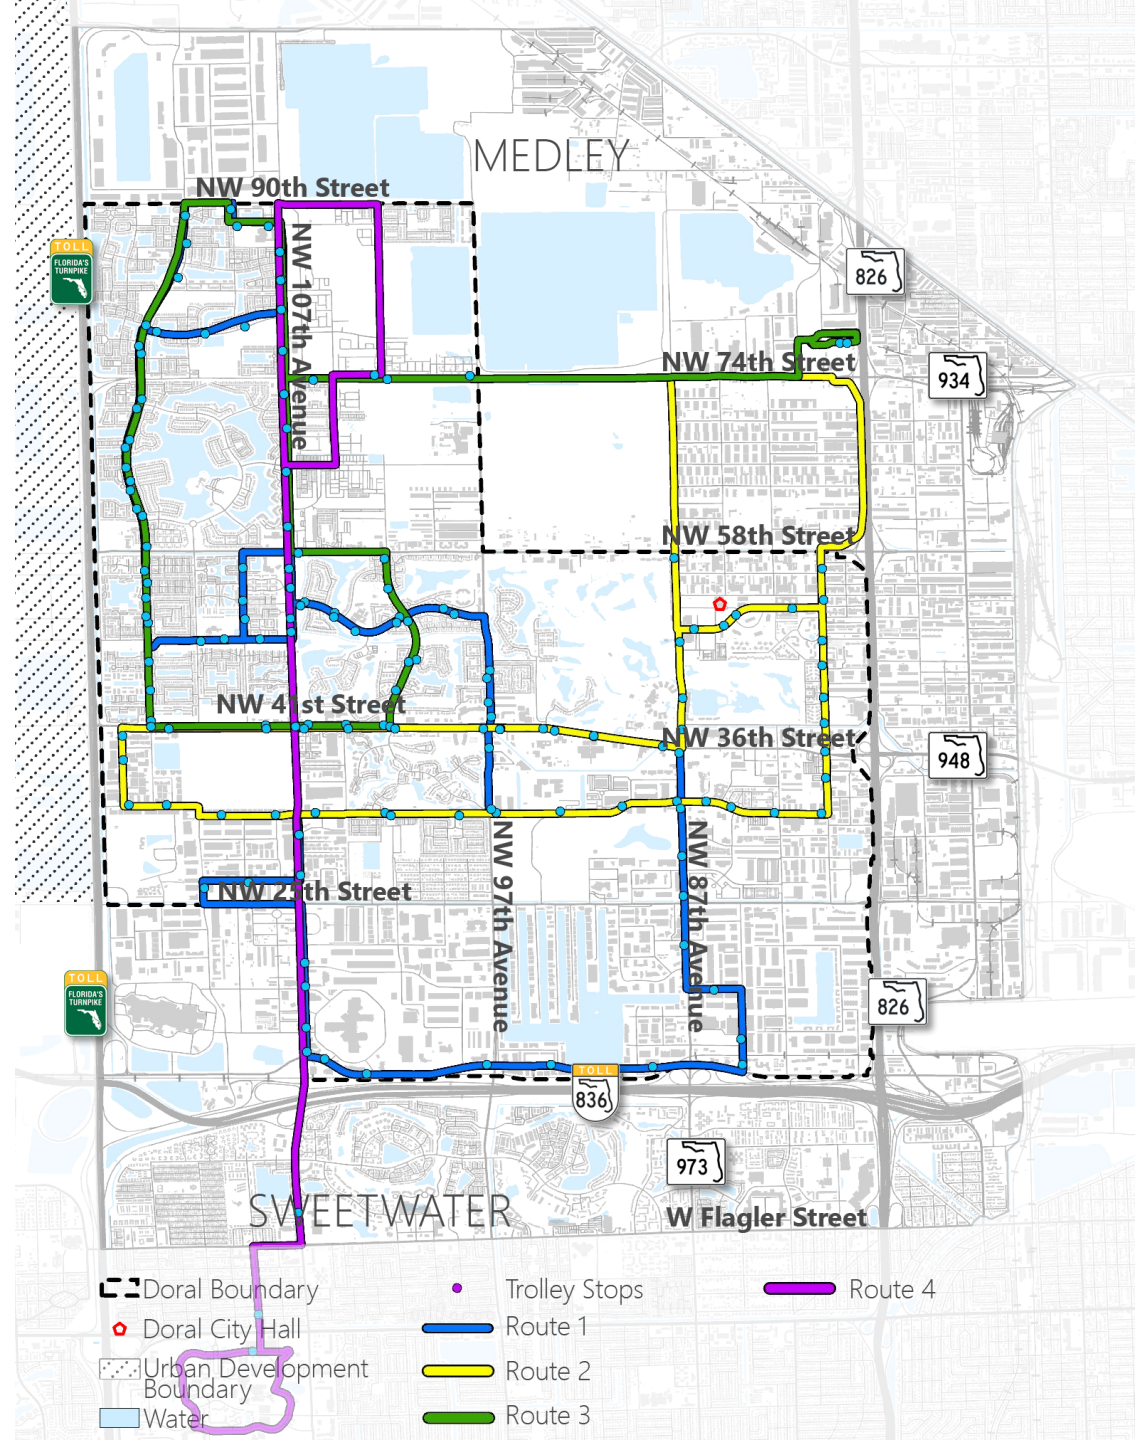 MEDLEY
NW 90th Street
TOLL
FLORIDA'S
TURNPIKE
NW 107th Avenue
826
NW 74th Street
934
NW 58th Street
NW 41st Street
NW 36th Street
948
NW 25th Street
NW 97th Avenue
NW 87th Avenue
TOLL
FLORIDA'S
TURNPIKE
826
TOLL
836
973
SWEETWATER
W Flagler Street
Doral Boundary
Trolley Stops
Route 4
Doral City Hall
Route 1
Urban Development
Boundary
Route 2
Water
Route 3